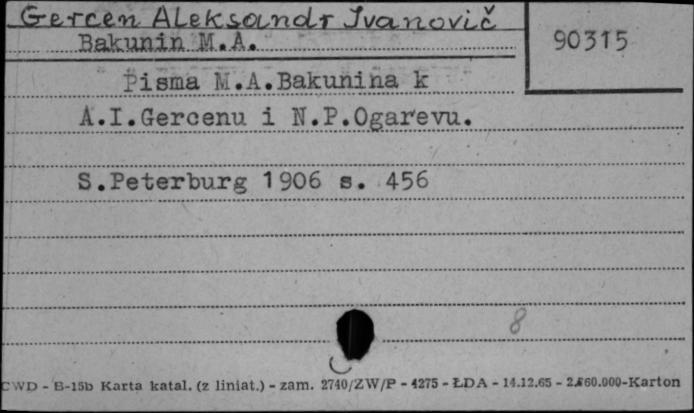 Gercen Aleksandr Ivanovič
Bakunin M.A.
90315
Pisma M.A.Bakunina k
A.I.Gercenu i N.P.Ogarevu.
S.Peterburg 1906 s. 456
8
CWD - B-15b Karta katal. (z liniat.) - zam. 2740/ZW/P - 4275 - ŁDA - 14.12.65 - 2.860.000-Karton